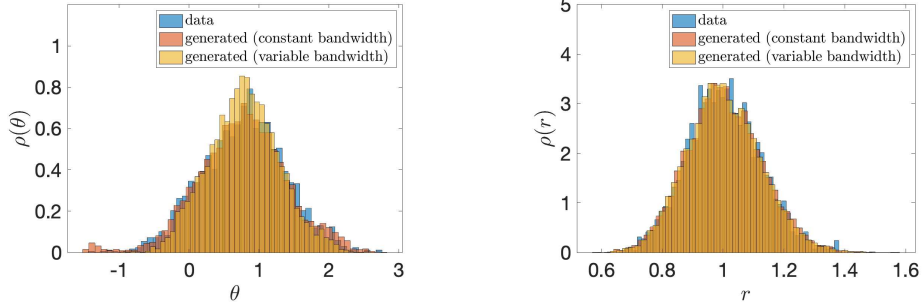 data
generated (constant bandwidth)
generated (variable bandwidth)
1
0.8
0.6
0.4
0.2
0
ρ(θ)
-1 0 1 2 3
θ
data
generated (constant bandwidth)
generated (variable bandwidth)
5
4
3
2
1
0
ρ(r)
0.6 0.8 1 1.2 1.4 1.6
r